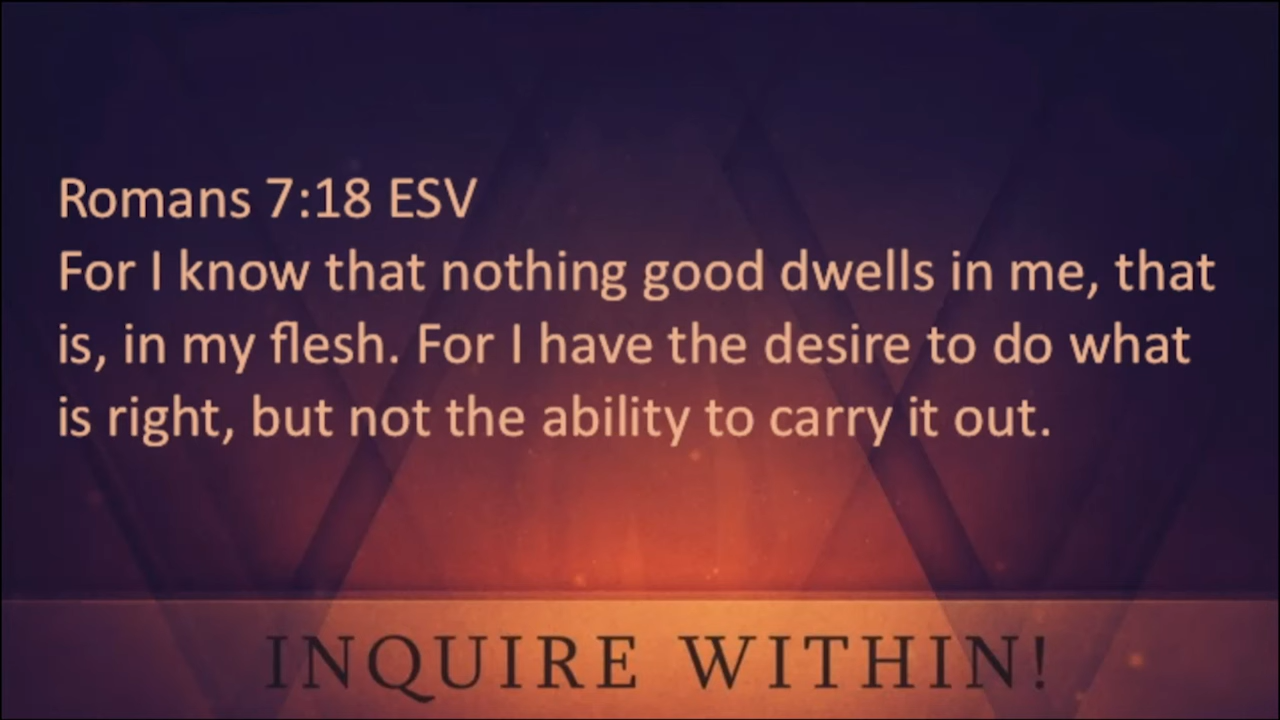 Romans 7:18 ESV
For I know that nothing good dwells in me, that
is, in my flesh. For I have the desire to do what
is right, but not the ability to carry it out.
INQUIRE WITHIN!